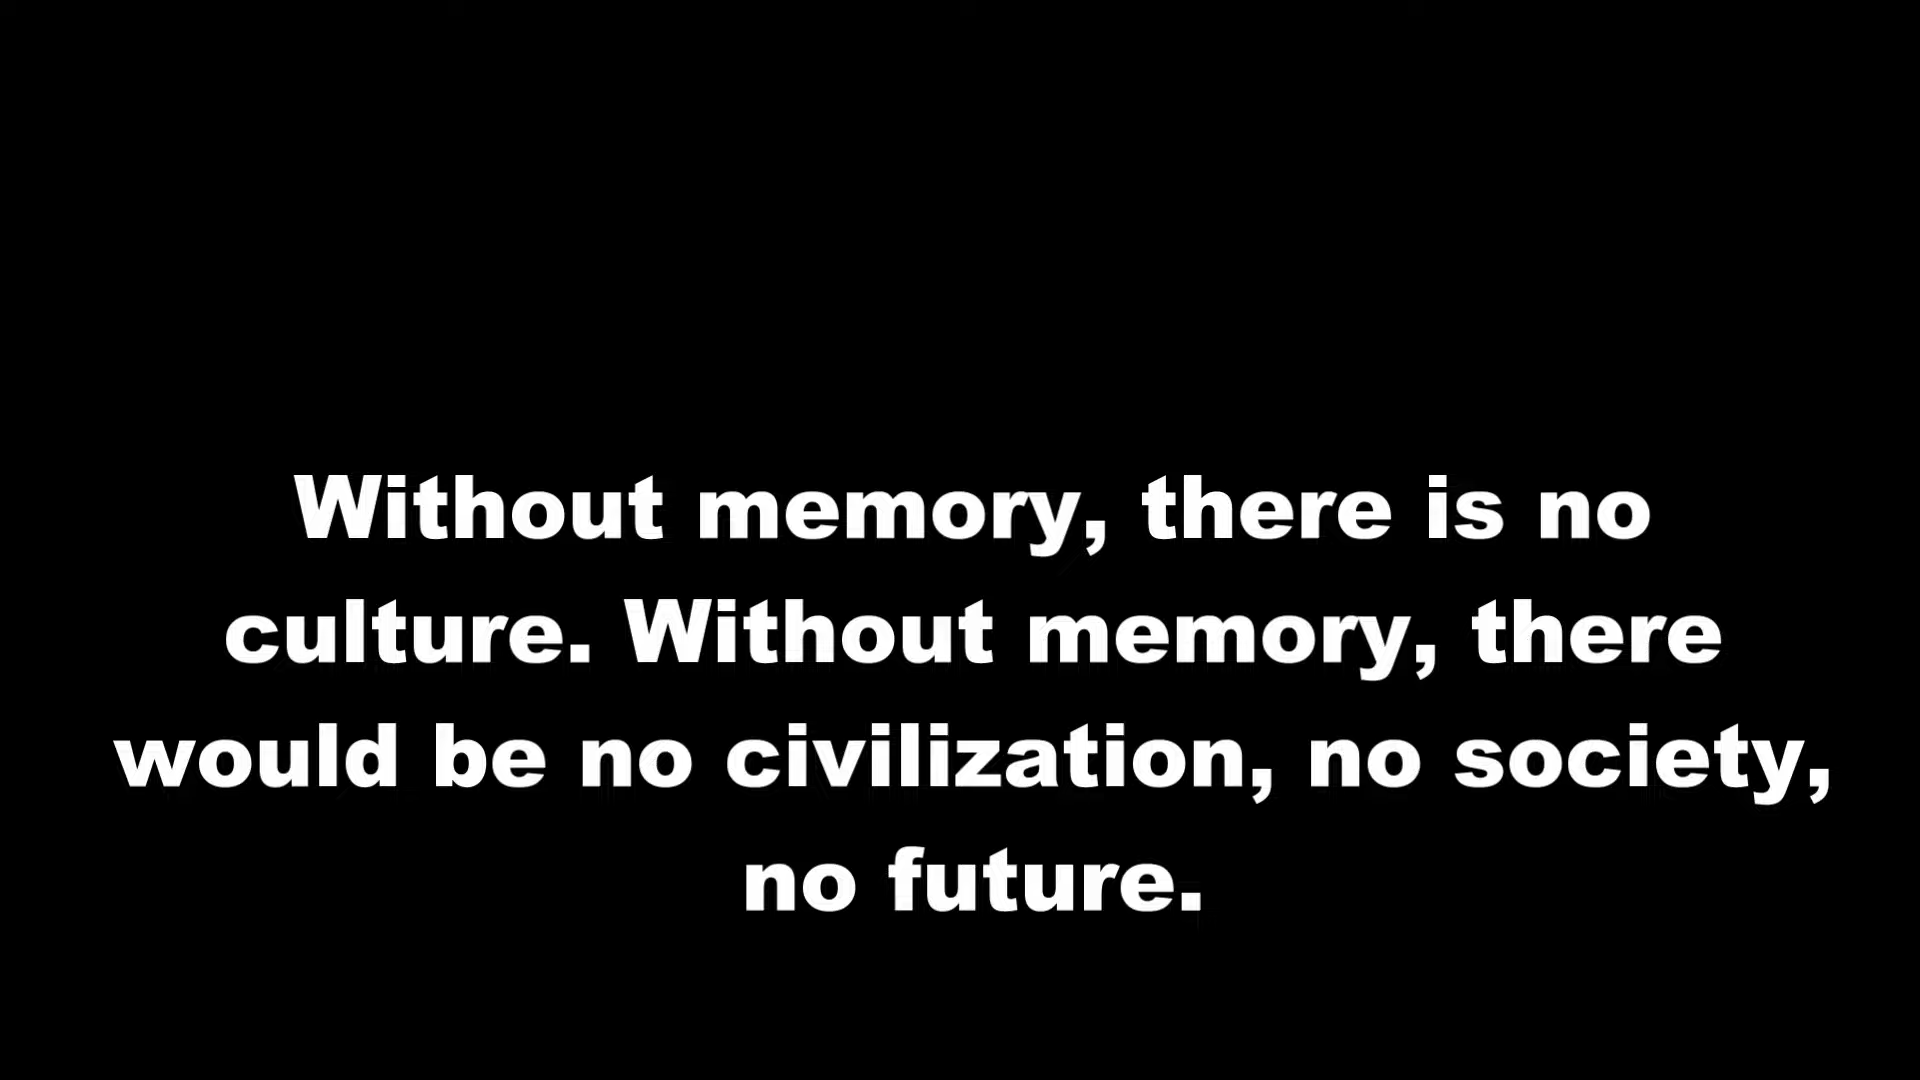 Without memory, there is no
culture. Without memory, there
would be no civilization, no society,
no future.